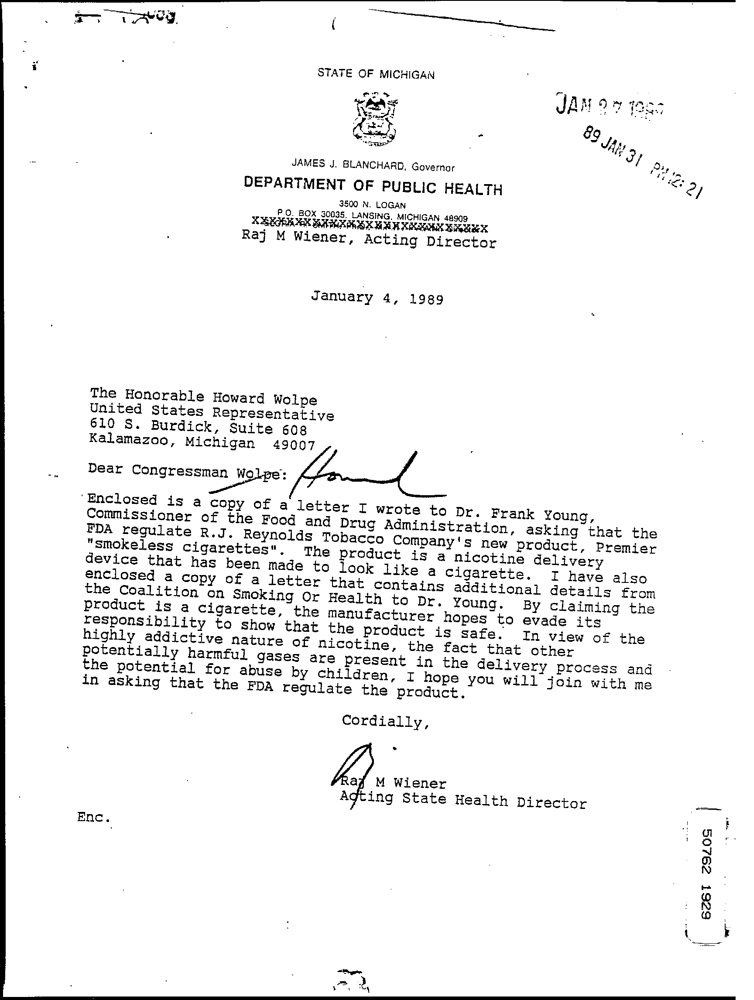 STATE OF MICHIGAN
JAN 27 1989
89 JAN 31 PM 12: 21
JAMES J. BLANCHARD, Governor
DEPARTMENT OF PUBLIC HEALTH
3500 N. LOGAN
P.O. BOX 30035, LANSING, MICHIGAN 48909
Raj M Wiener, Acting Director
January 4, 1989
The Honorable Howard Wolpe
United States Representative
610 S. Burdick, Suite 608
Kalamazoo, Michigan 49007
Dear Congressman Wolpe: Howard
Enclosed is a copy of a letter I wrote to Dr. Frank Young,
Commissioner of the Food and Drug Administration, asking that the
FDA regulate R.J. Reynolds Tobacco Company's new product, Premier
"smokeless cigarettes". The product is a nicotine delivery
device that has been made to look like a cigarette. I have also
enclosed a copy of a letter that contains additional details from
the Coalition on Smoking Or Health to Dr. Young. By claiming the
product is a cigarette, the manufacturer hopes to evade its
responsibility to show that the product is safe. In view of the
highly addictive nature of nicotine, the fact that other
potentially harmful gases are present in the delivery process and
the potential for abuse by children, I hope you will join with me
in asking that the FDA regulate the product.
Cordially,
Raj M Wiener
Acting State Health Director
Enc.
50762 1929